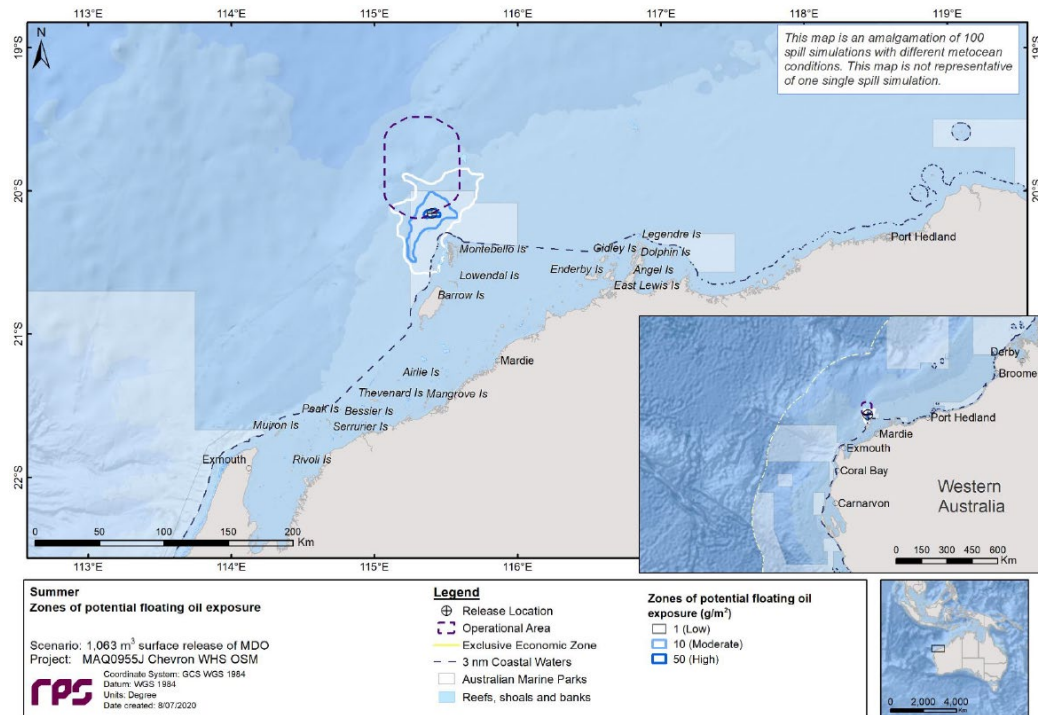 113°E
114°E
115°E
116°E
117°E
118°E
119°E
N
19°S
19°S
This map is an amalgamation of 100
spill simulations with different metocean
conditions. This map is not representative
of one single spill simulation.
20°S
20°S
Legendre Is
Port Hedland
Montebello Is
Gidley Is
Dolphin Is
Lowendal Is
Enderby Is
Angel Is
East Lewis Is
Barrow Is
21°S
Mardie
Airlie Is
Thevenard Is
Mangrove Is
Bessier Is
Muiron Is
Serrurier Is
Exmouth
Rivoli Is
22°S
0 50 100 150 200
Km
113°E
114°E
115°E
116°E
Derby
Broome
Port Hedland
Mardie
Exmouth
Coral Bay
Carnarvon
Western
Australia
0 150 300 450 600
Km
Summer
Zones of potential floating oil exposure
Scenario: 1,063 m³ surface release of MDO
Project: MAQ0955J Chevron WHS OSM
rps
Coordinate System: GCS WGS 1984
Datum: WGS 1984
Units: Degree
Date created: 8/07/2020
Legend
Release Location
Operational Area
Exclusive Economic Zone
3 nm Coastal Waters
Australian Marine Parks
Reefs, shoals and banks
Zones of potential floating oil
exposure (g/m²)
1 (Low)
10 (Moderate)
50 (High)
0 2,000 4,000
Km